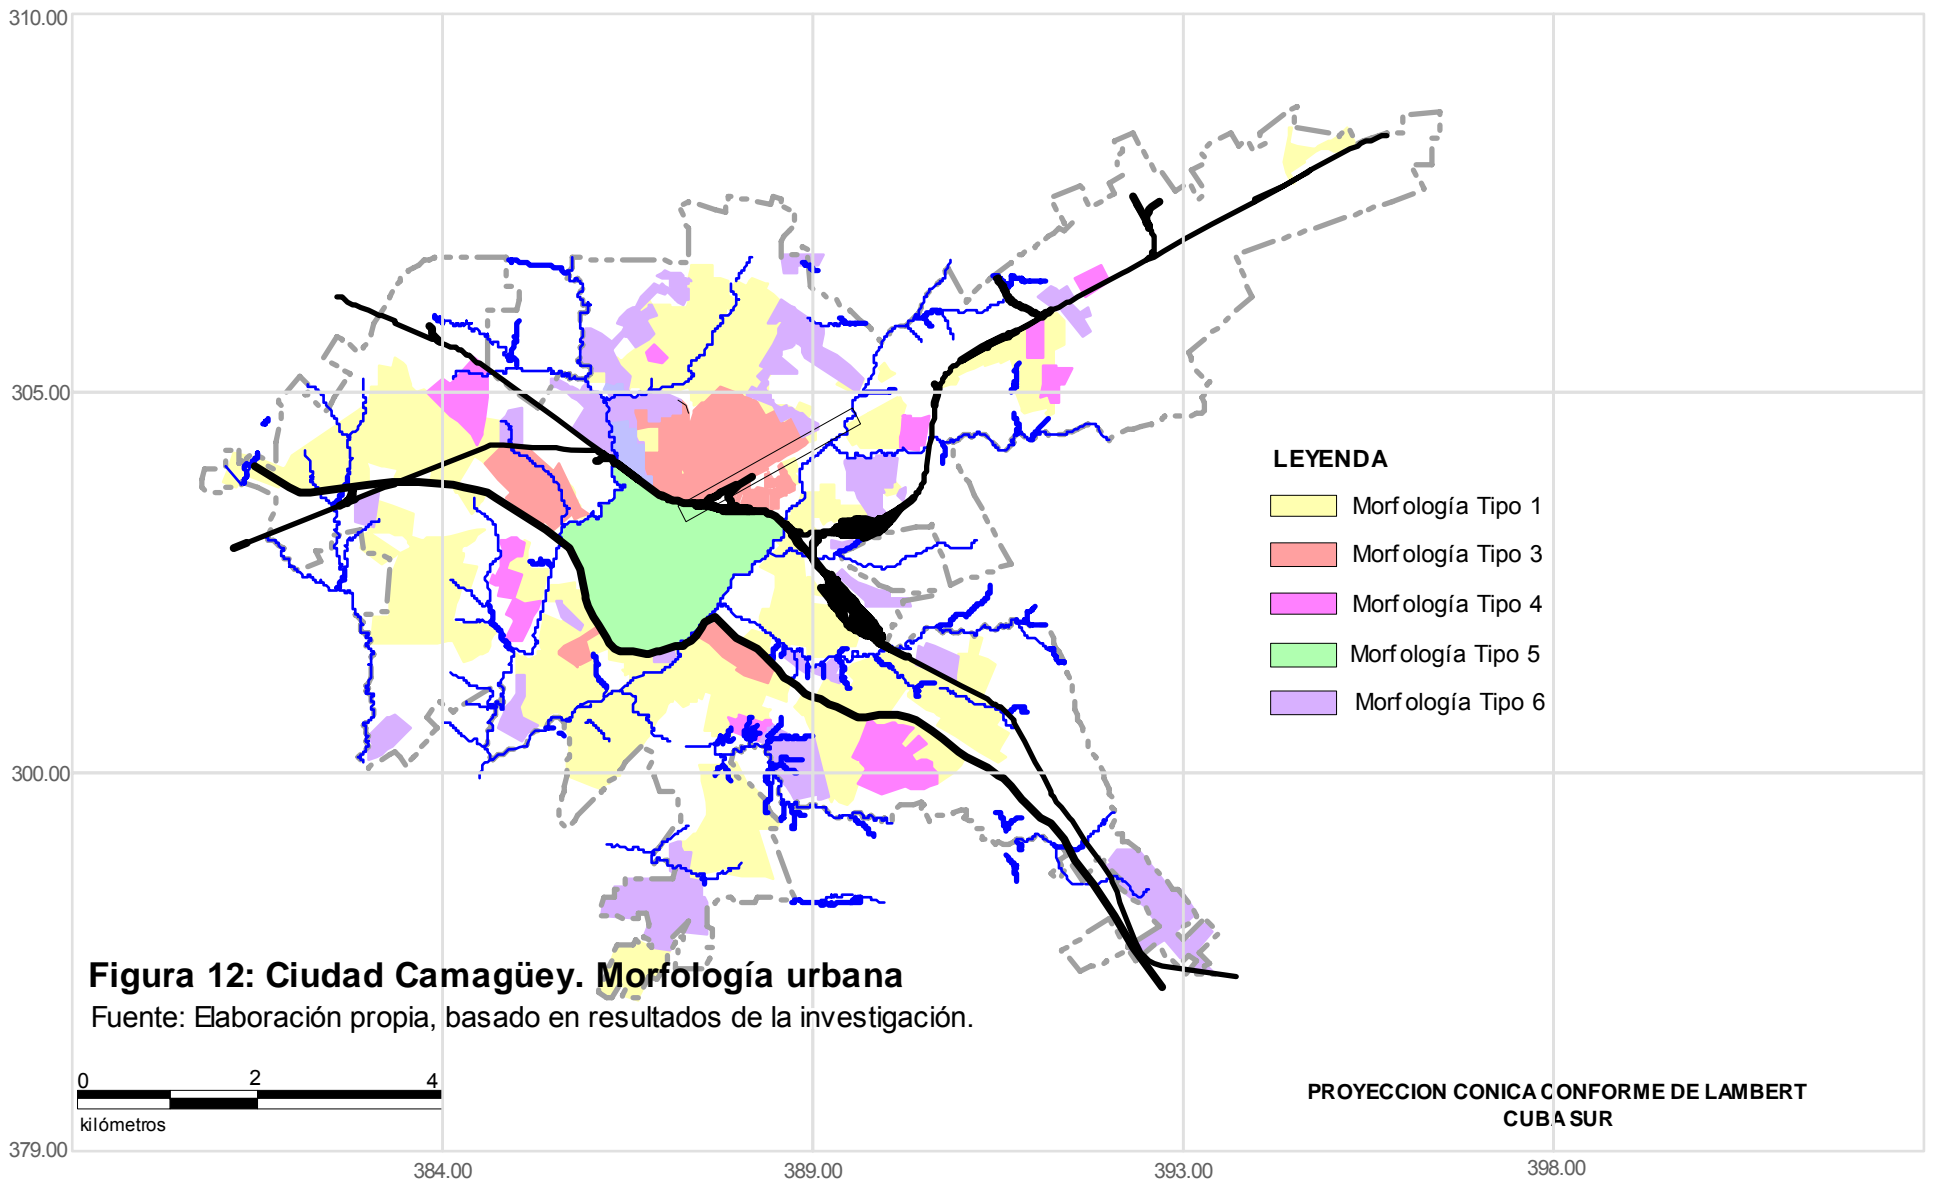 310.00
305.00
LEYENDA
Morfología Tipo 1
Morfología Tipo 3
Morfología Tipo 4
Morfología Tipo 5
Morfología Tipo 6
300.00
Figura 12: Ciudad Camagüey. Morfología urbana
Fuente: Elaboración propia, basado en resultados de la investigación.
0 2 4
kilómetros
PROYECCION CONICA CONFORME DE LAMBERT
CUBA SUR
379.00
384.00 389.00 393.00 398.00